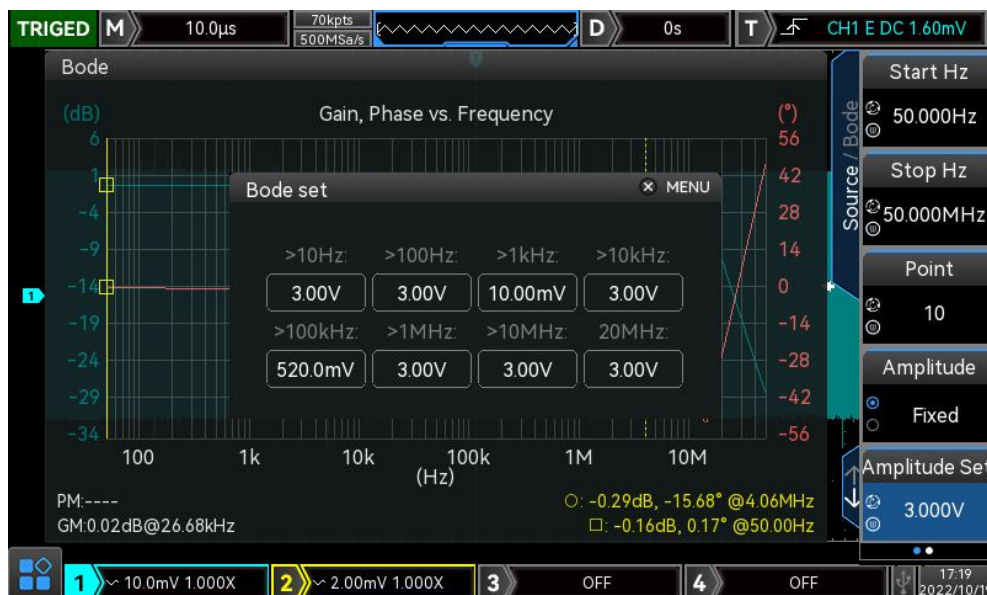 TRIGED M 10.0μs 70kpts D 0s T CH1 E DC 1.60mV
500MSa/s
Bode
Start Hz
50.000Hz
(dB) Gain, Phase vs. Frequency (°)
6 56
1 42
-4 28
-9 14
-14 0
-19 -14
-24 -28
-29 -42
-34 -56
Bode set MENU
>10Hz: >100Hz: >1kHz: >10kHz:
3.00V 3.00V 10.00mV 3.00V
>100kHz: >1MHz: >10MHz: 20MHz:
520.0mV 3.00V 3.00V 3.00V
100 1k 10k 100k 1M 10M
(Hz)
PM:----
GM:0.02dB@26.68kHz
○: -0.29dB, -15.68° @4.06MHz
□: -0.16dB, 0.17° @50.00Hz
Source / Bode
Stop Hz
50.000MHz
Point
10
Amplitude
Fixed
Amplitude Set
3.000V
1
1 10.0mV 1.000X 2 2.00mV 1.000X 3 OFF 4 OFF
17:19
2022/10/19